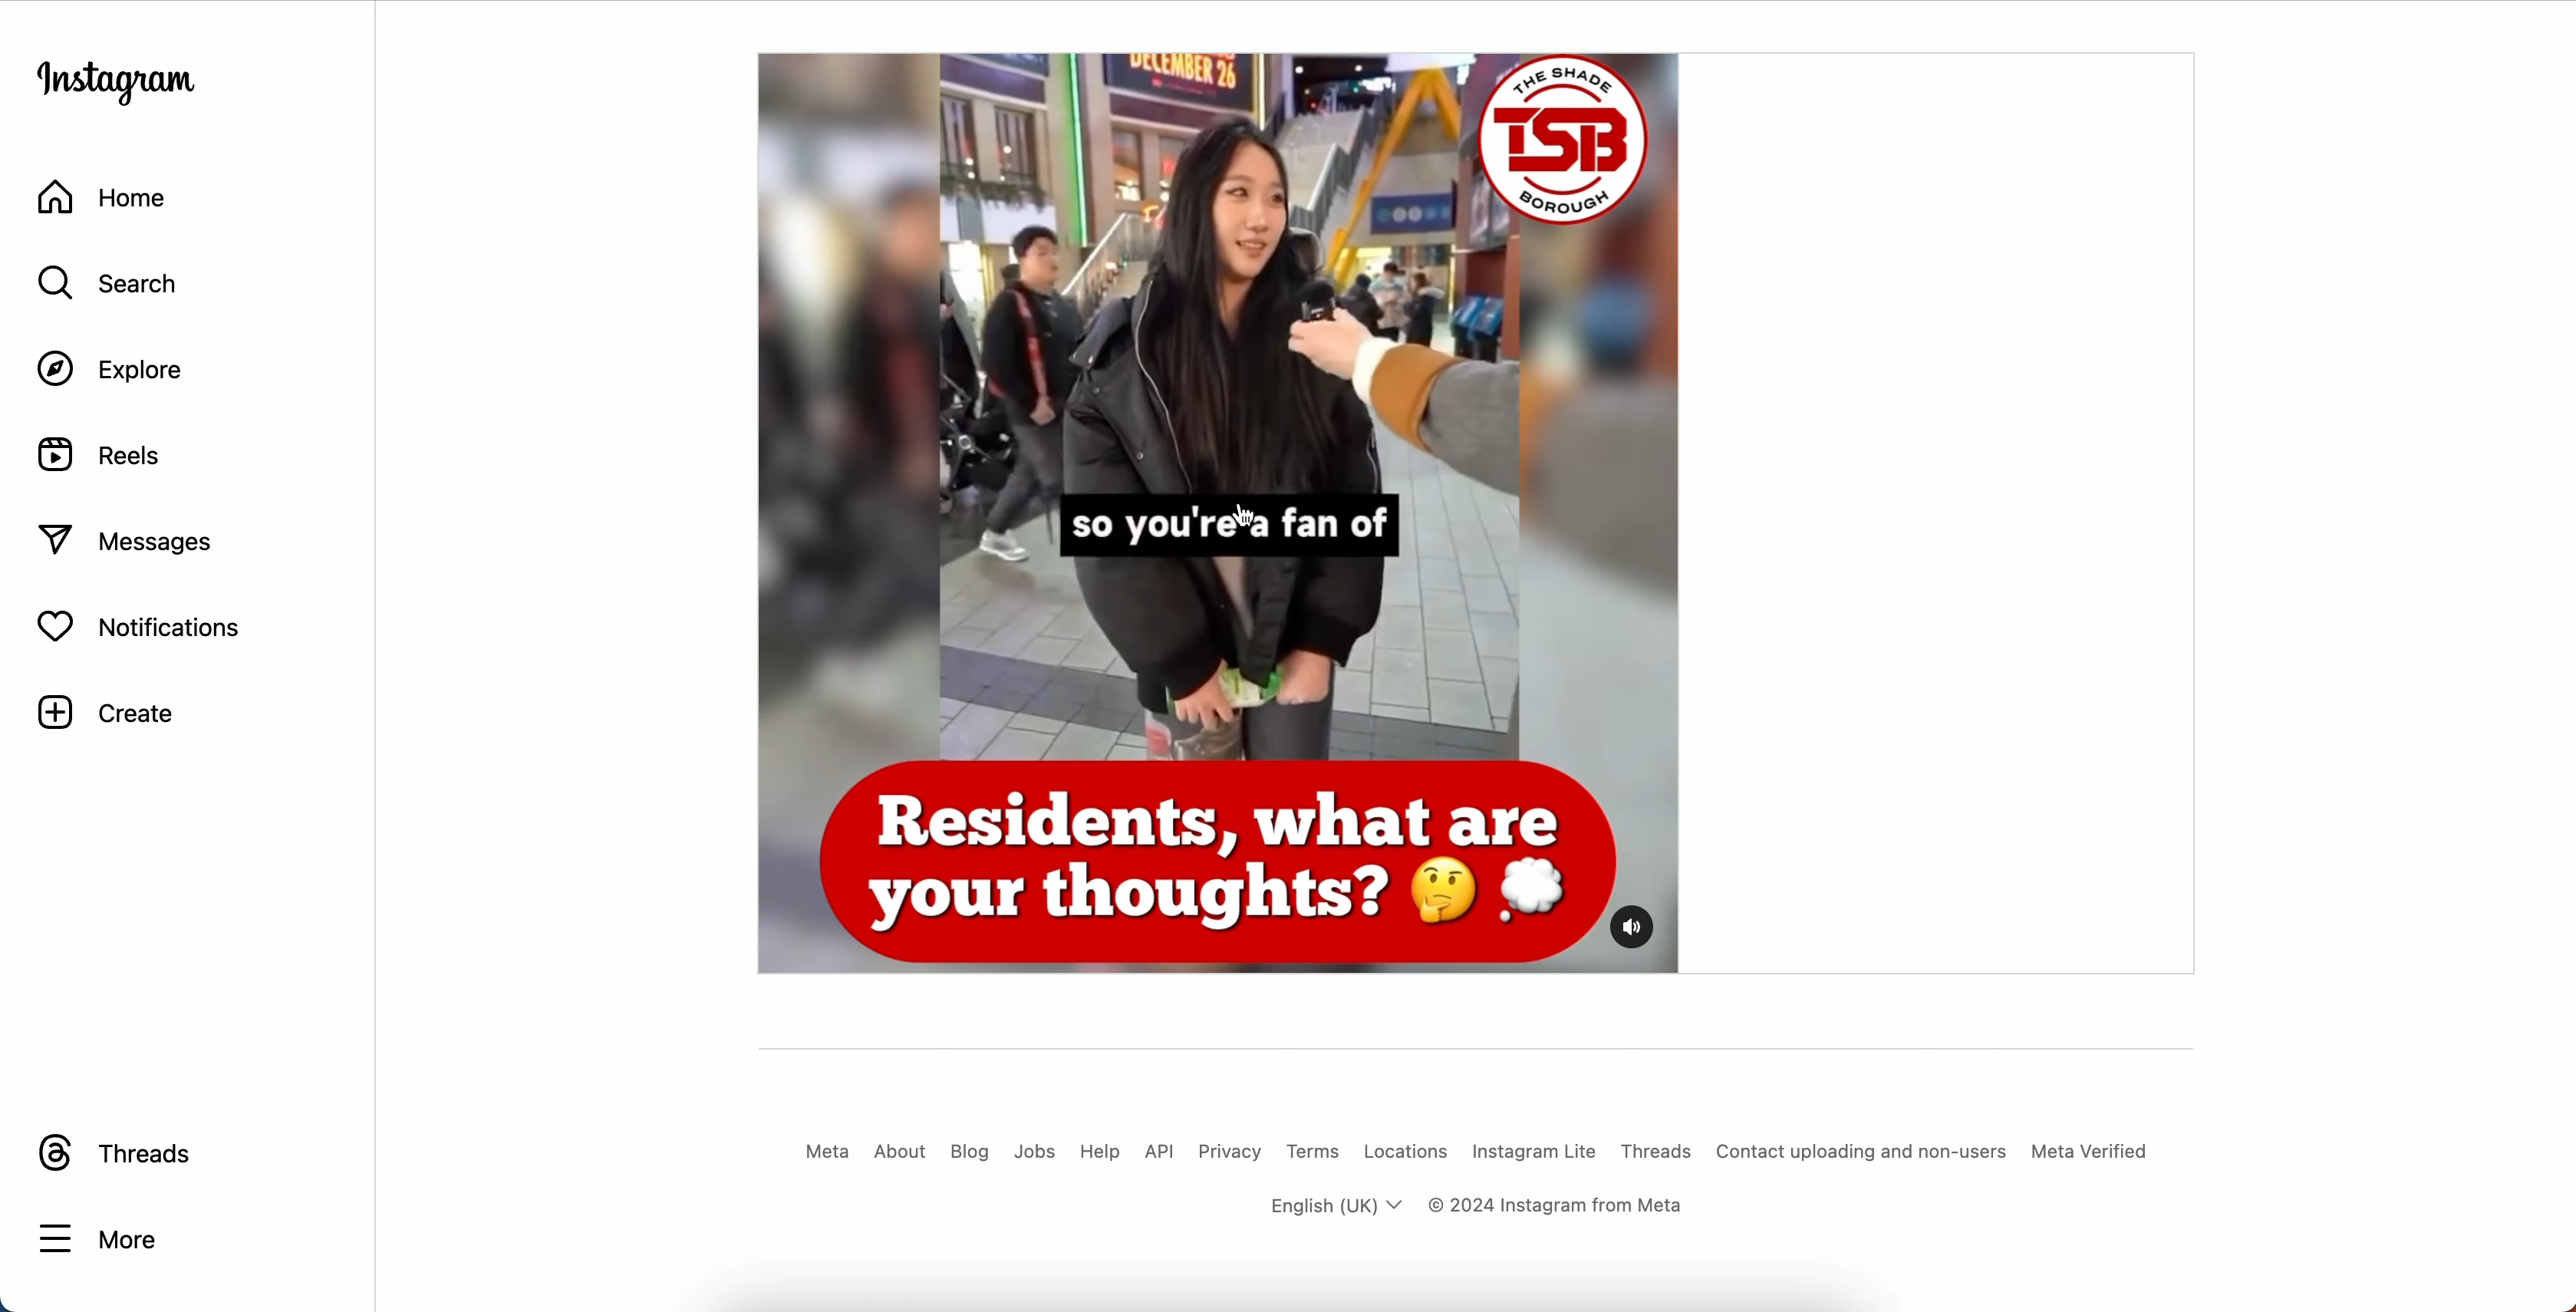 Instagram
Home
Search
Explore
Reels
Messages
Notifications
Create
Threads
More
DECEMBER 26
THE SHADE
TSB
BOROUGH
so you're a fan of
Residents, what are
your thoughts? 🤔 💭
Meta About Blog Jobs Help API Privacy Terms Locations Instagram Lite Threads Contact uploading and non-users Meta Verified
English (UK) © 2024 Instagram from Meta